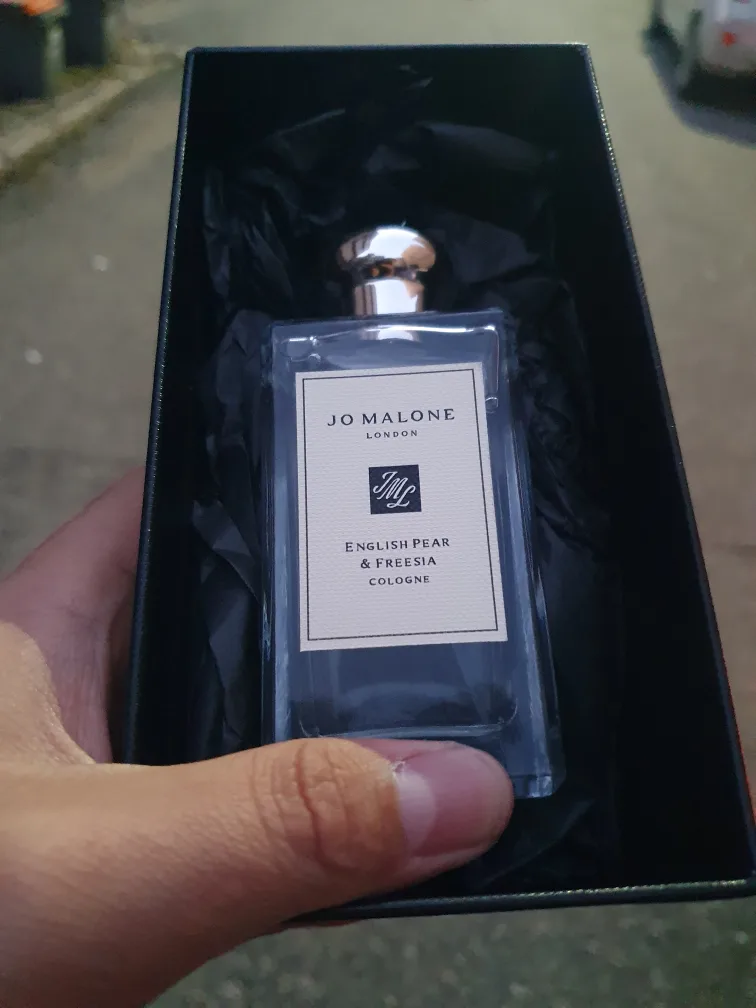 JO MALONE
LONDON
JML
ENGLISH PEAR
& FREESIA
COLOGNE